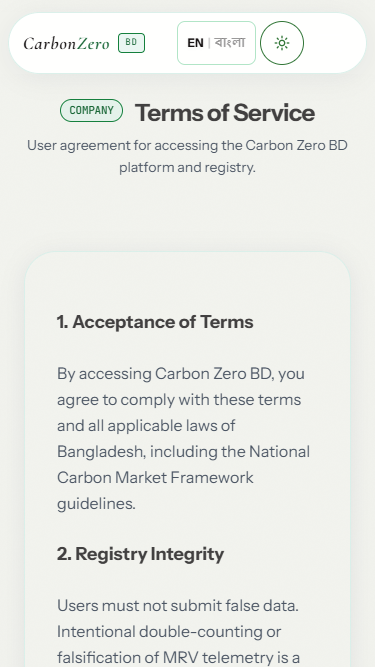 CarbonZero BD EN | বাংলা
COMPANY Terms of Service
User agreement for accessing the Carbon Zero BD
platform and registry.
1. Acceptance of Terms
By accessing Carbon Zero BD, you
agree to comply with these terms
and all applicable laws of
Bangladesh, including the National
Carbon Market Framework
guidelines.
2. Registry Integrity
Users must not submit false data.
Intentional double-counting or
falsification of MRV telemetry is a